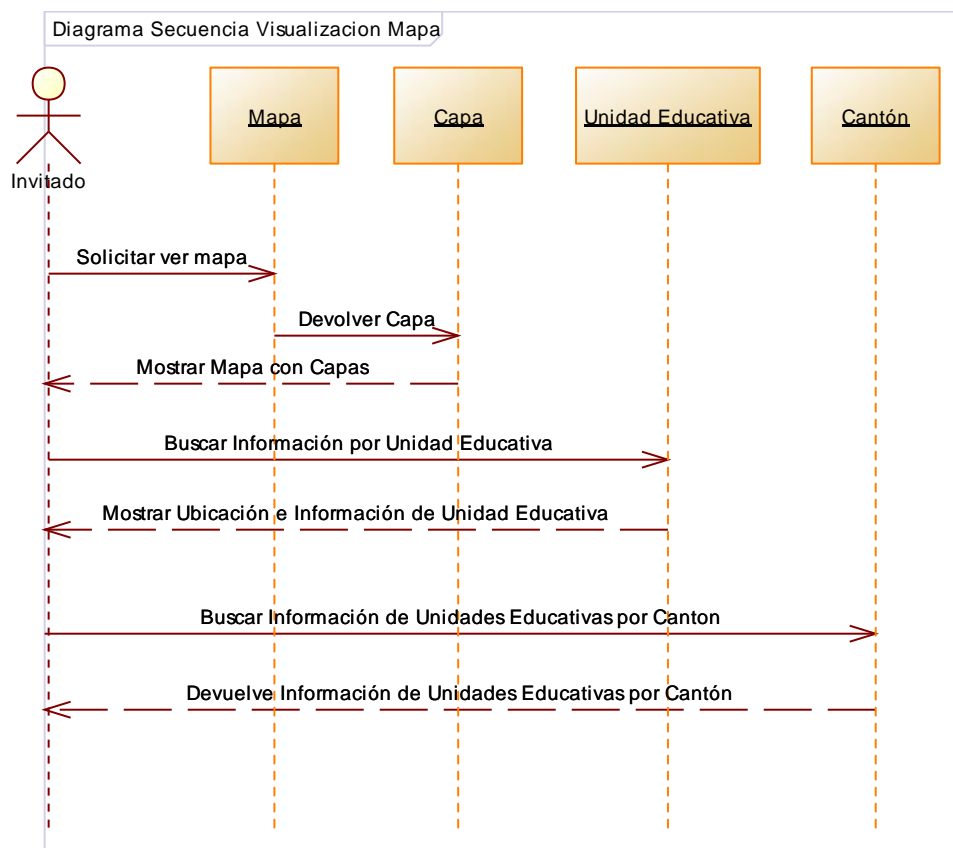 Diagrama Secuencia Visualizacion Mapa
Mapa
Capa
Unidad Educativa
Cantón
Invitado
Solicitar ver mapa
Devolver Capa
Mostrar Mapa con Capas
Buscar Información por Unidad Educativa
Mostrar Ubicación e Información de Unidad Educativa
Buscar Información de Unidades Educativas por Canton
Devuelve Información de Unidades Educativas por Cantón